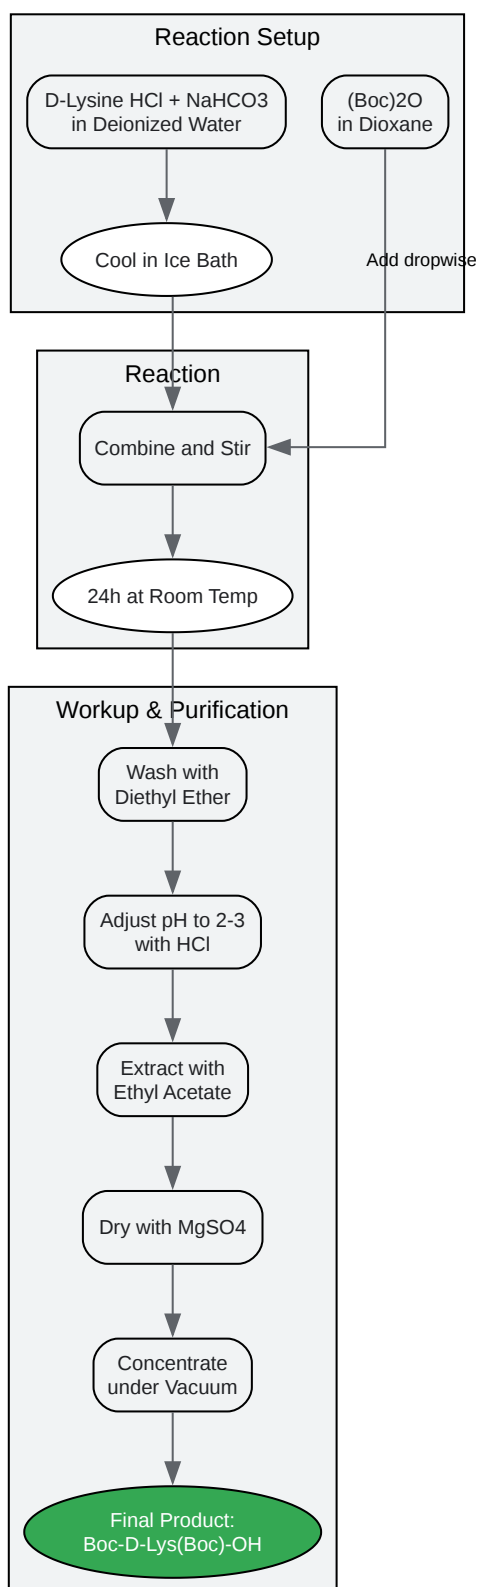 Reaction Setup
D-Lysine HCl + NaHCO3
in Deionized Water
(Boc)2O
in Dioxane
Cool in Ice Bath
Add dropwise
Reaction
Combine and Stir
24h at Room Temp
Workup & Purification
Wash with
Diethyl Ether
Adjust pH to 2-3
with HCl
Extract with
Ethyl Acetate
Dry with MgSO4
Concentrate
under Vacuum
Final Product:
Boc-D-Lys(Boc)-OH